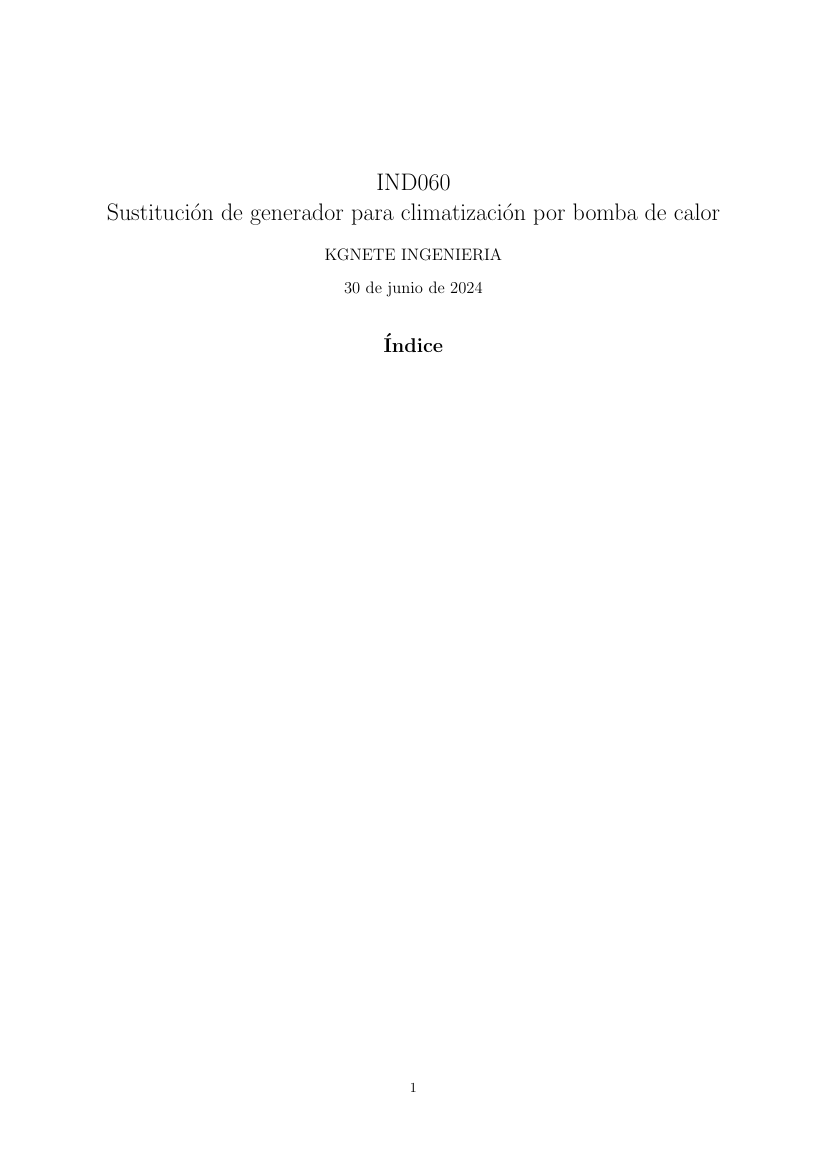 IND060
Sustitución de generador para climatización por bomba de calor
KGNETE INGENIERIA
30 de junio de 2024
Índice
1